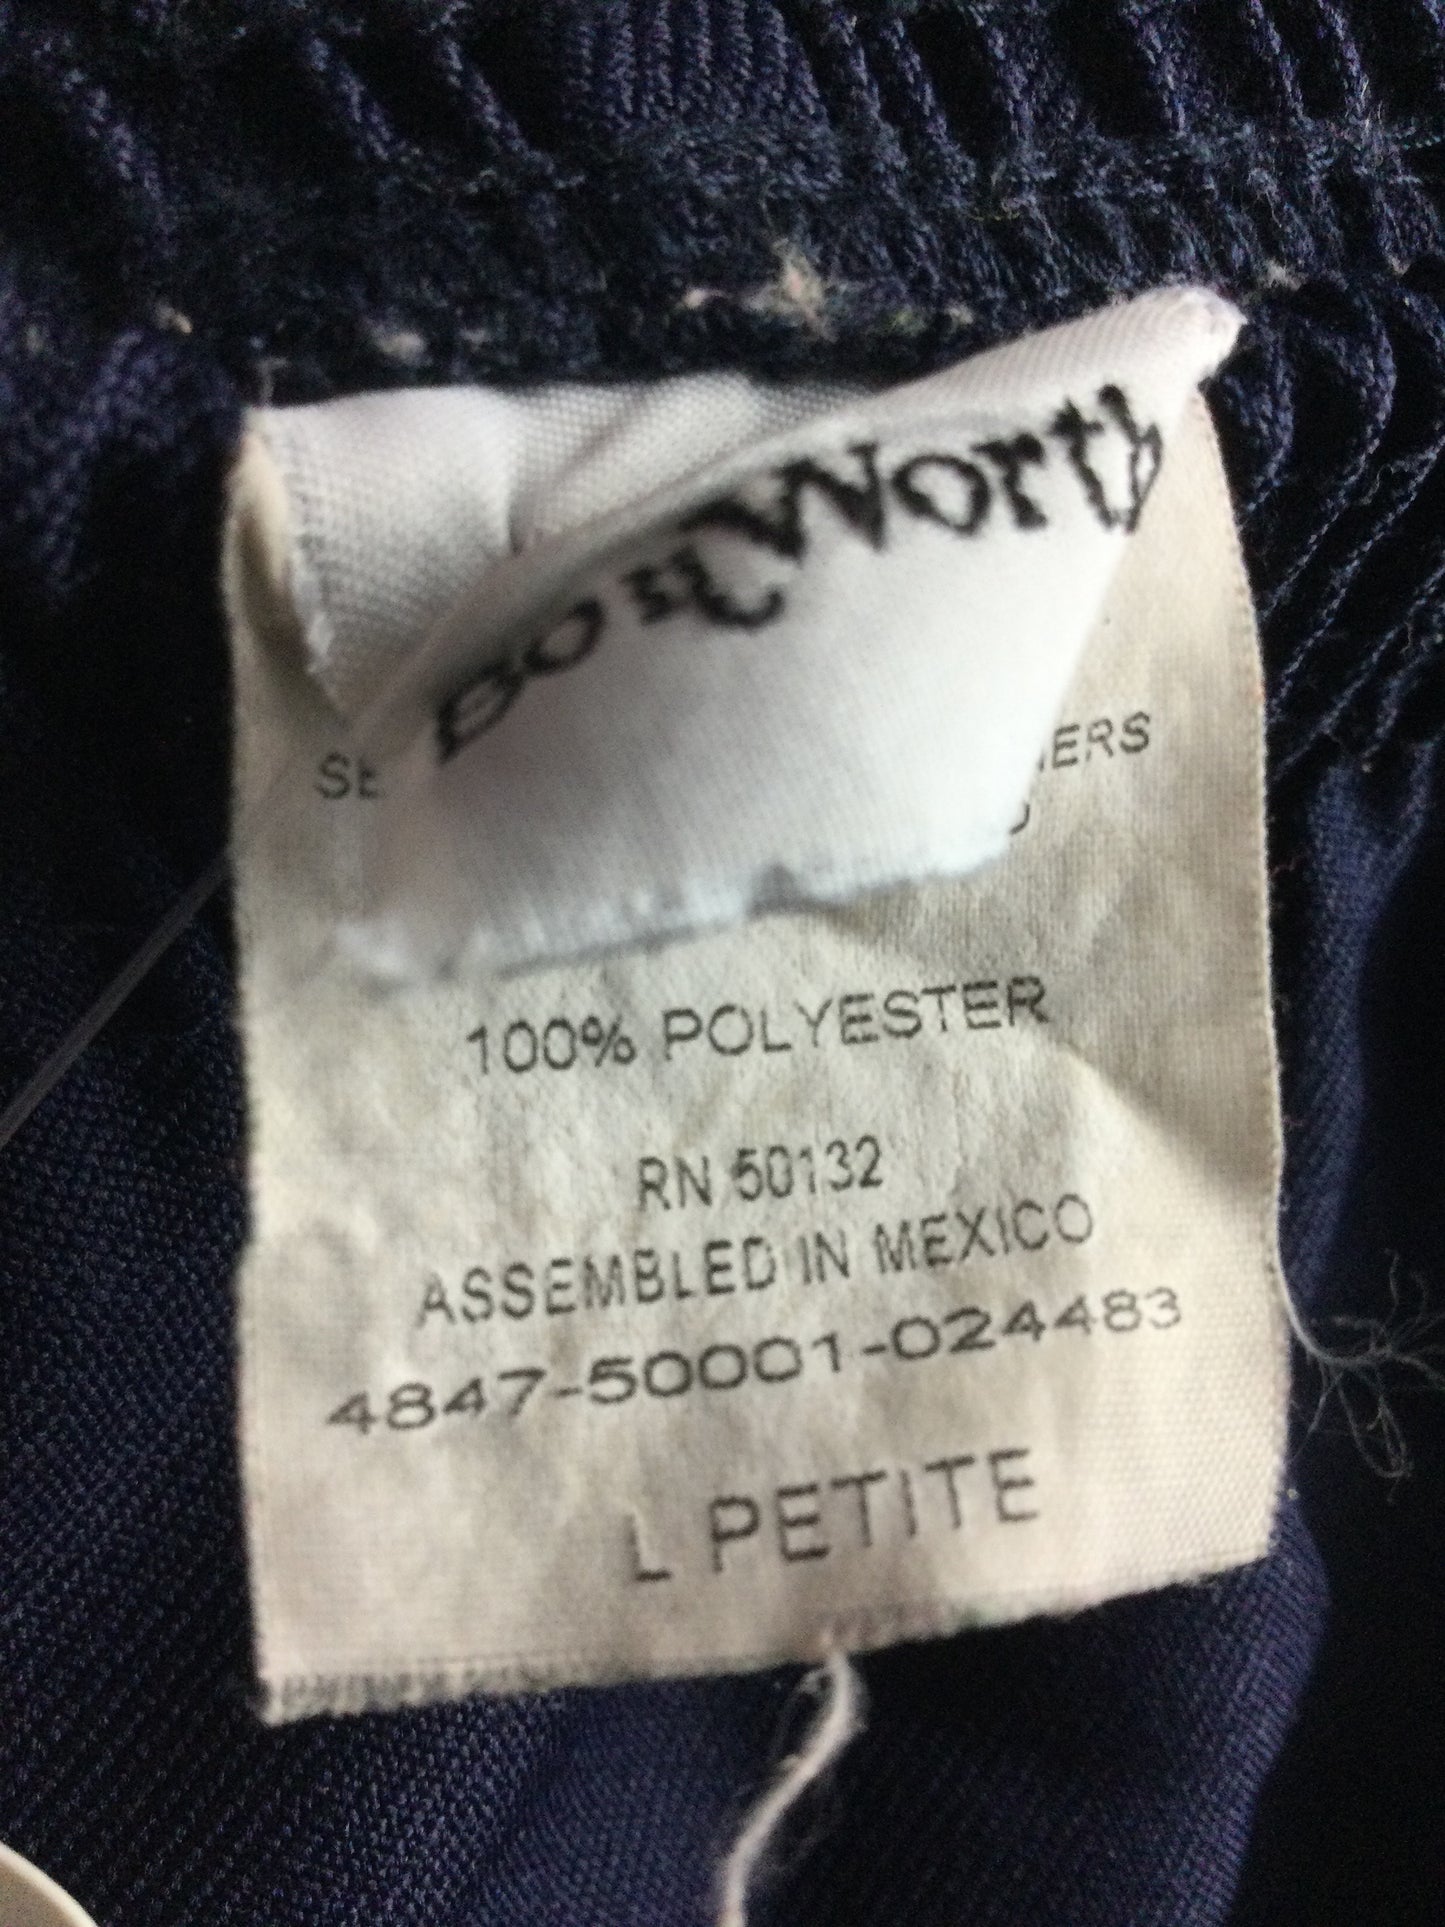 BonWorth
100% POLYESTER
RN 50132
ASSEMBLED IN MEXICO
4847-50001-024483
L PETITE